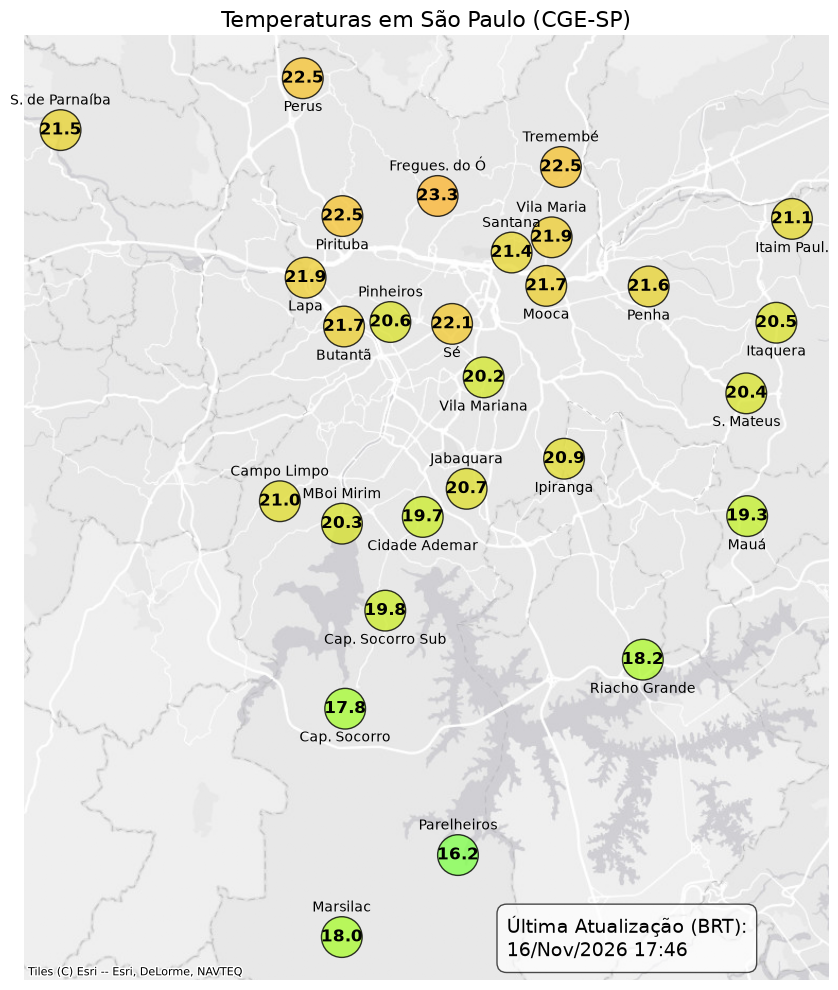 Temperaturas em São Paulo (CGE-SP)
22.5
Perus
S. de Parnaíba
21.5
Tremembé
22.5
Fregues. do Ó
23.3
22.5
Pirituba
Vila Maria
21.9
Santana
21.4
21.1
Itaim Paul.
21.9
Lapa
21.7
Mooca
21.6
Penha
Pinheiros
20.6
21.7
Butantã
22.1
Sé
20.5
Itaquera
20.2
Vila Mariana
20.4
S. Mateus
Jabaquara
20.7
20.9
Ipiranga
Campo Limpo
21.0
MBoi Mirim
20.3
19.7
Cidade Ademar
19.3
Mauá
19.8
Cap. Socorro Sub
18.2
Riacho Grande
17.8
Cap. Socorro
Parelheiros
16.2
Marsilac
18.0
Última Atualização (BRT):
16/Nov/2026 17:46
Tiles (C) Esri -- Esri, DeLorme, NAVTEQ